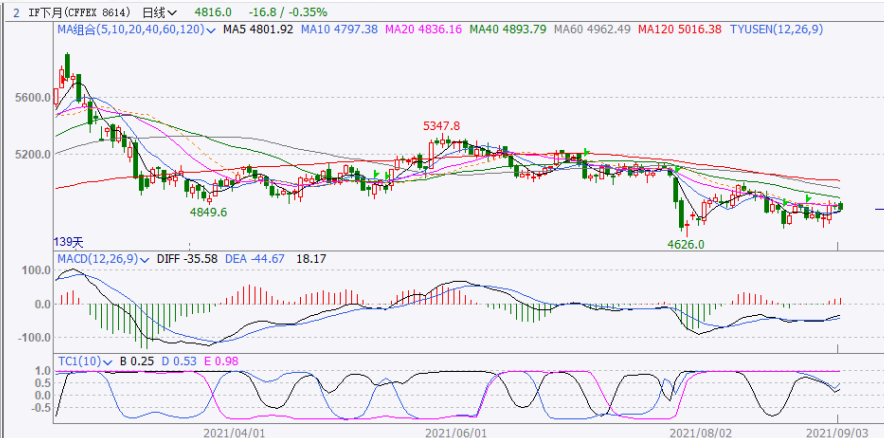 2 IF下月(CFFEX 8614) 日线 4816.0 -16.8 / -0.35%
MA组合(5,10,20,40,60,120) MA5 4801.92 MA10 4797.38 MA20 4836.16 MA40 4893.79 MA60 4962.49 MA120 5016.38 TYUSEN(12,26,9)
5600.0
5347.8
5200.0
4849.6
4626.0
139天
MACD(12,26,9) DIFF -35.58 DEA -44.67 18.17
100.0
0.0
-100.0
TC1(10) B 0.25 D 0.53 E 0.98
1.0
0.5
0.0
-0.5
2021/04/01 2021/06/01 2021/08/02 2021/09/03